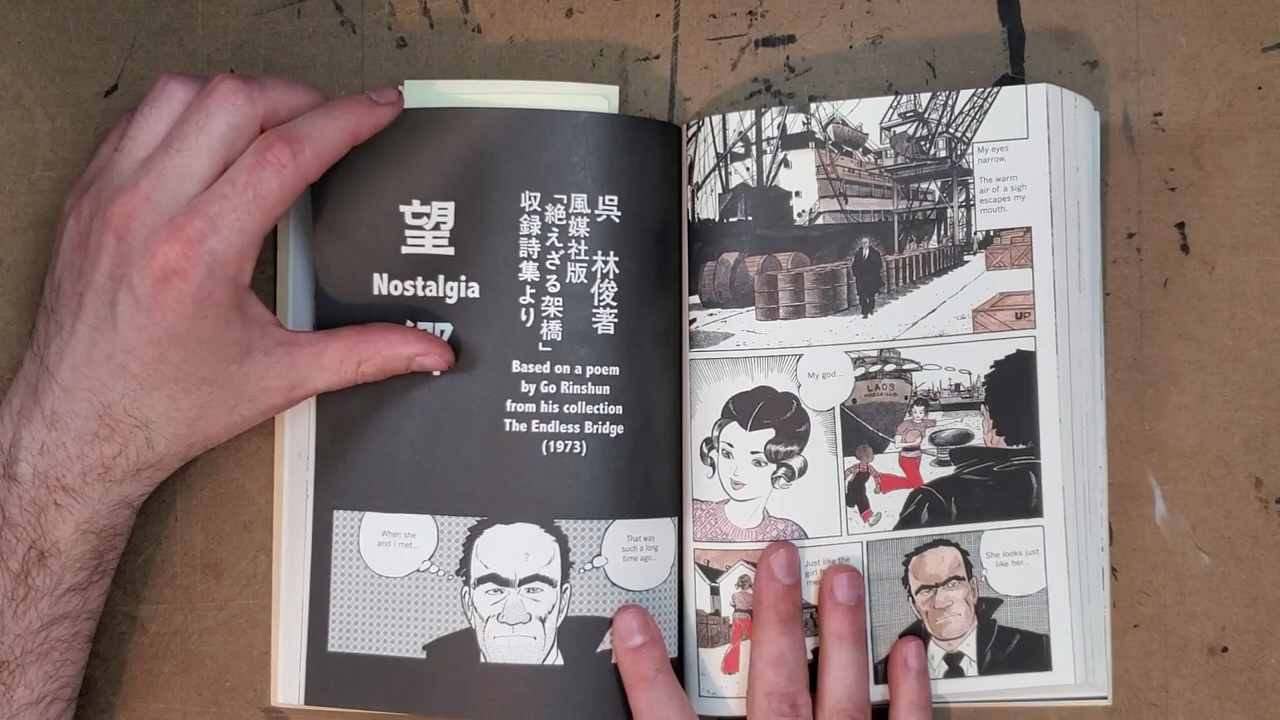 望
Nostalgia
呉 林俊著
風媒社版
「絶えざる架橋」
収録詩集より
Based on a poem
by Go Rinshun
from his collection
The Endless Bridge
(1973)
When she
and I met....
That was
such a long
time ago...
My eyes
narrow.
The warm
air of a sigh
escapes my
mouth.
UP
My god....
LAOS
MARSEILLE
Just like the
girl
She looks just
like her...